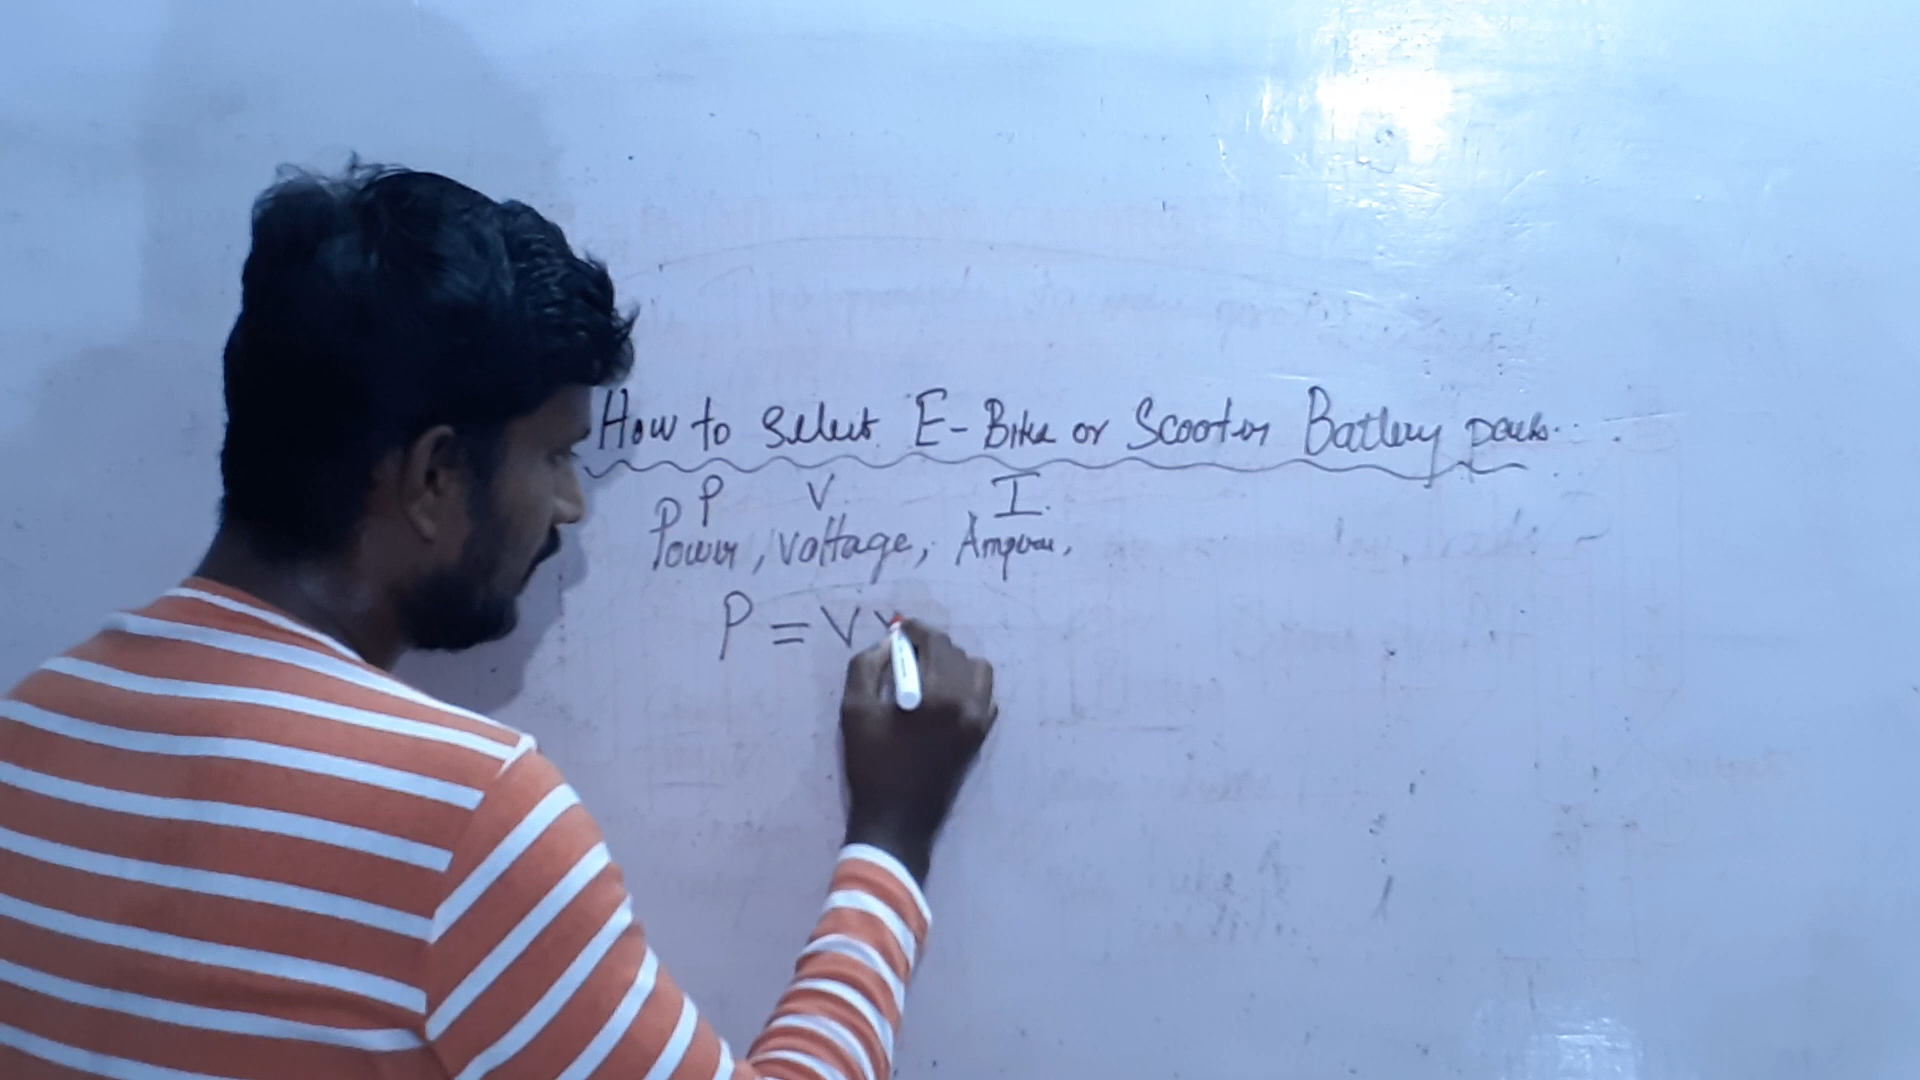 How to Select E-Bike or Scooter Battery pack...
P V I
Power, Voltage, Ampere,
P = V x